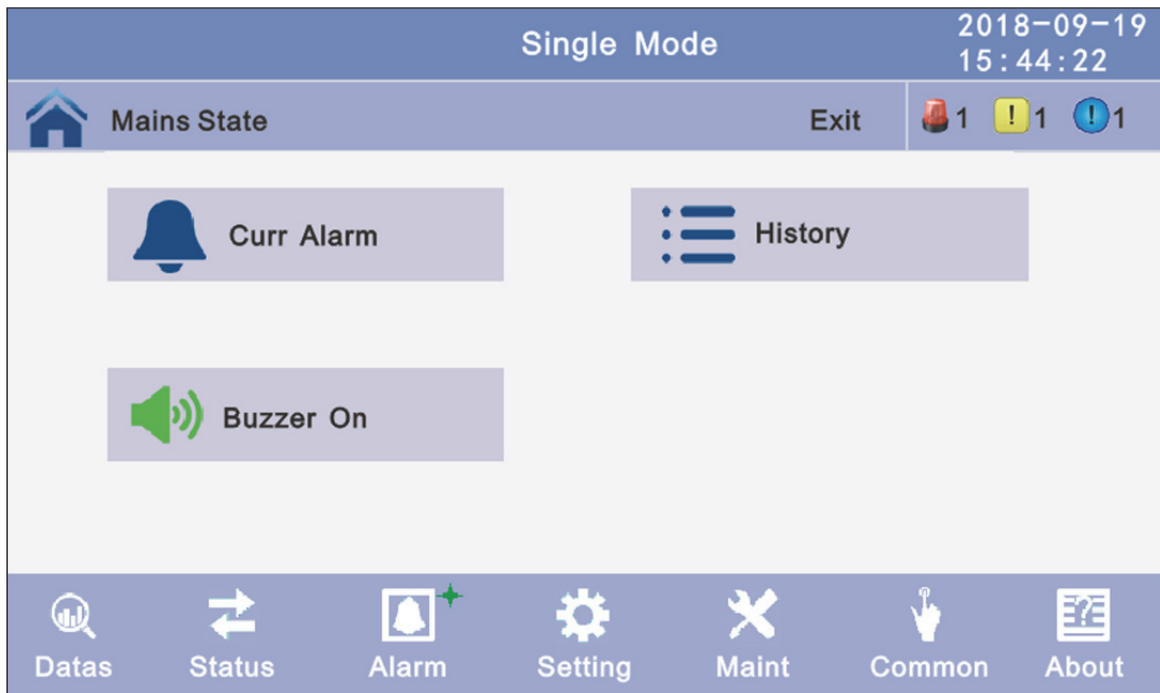 Single Mode
2018-09-19
15:44:22
Mains State
Exit
1
! 1
! 1
Curr Alarm
History
Buzzer On
?
Datas
Status
Alarm
Setting
Maint
Common
About